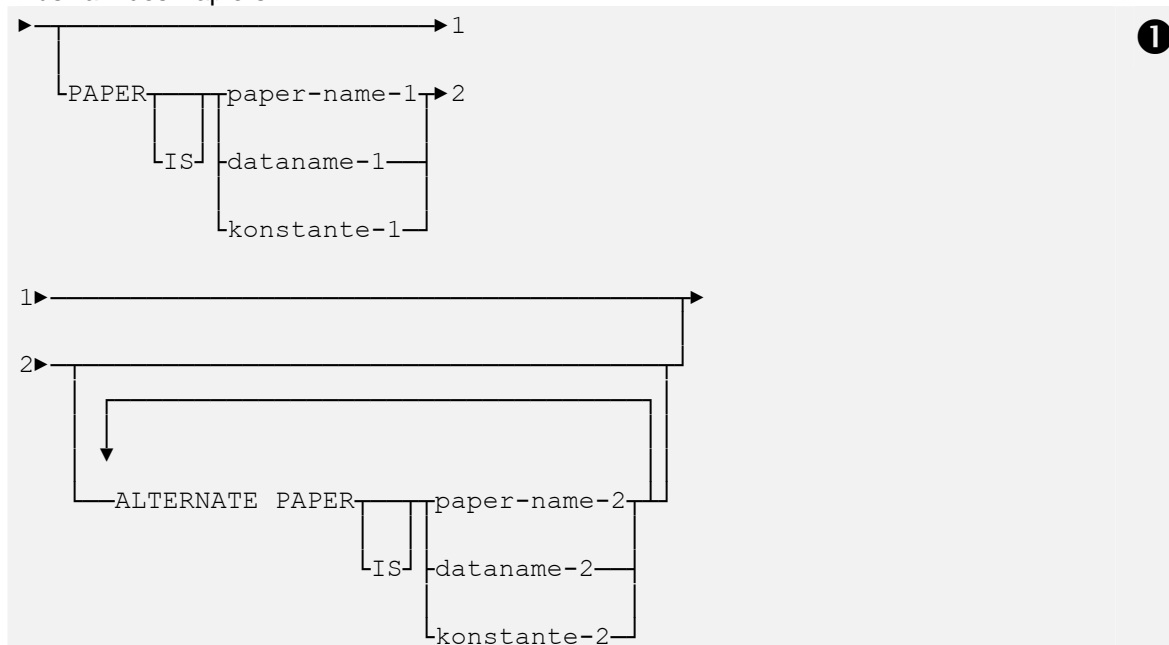 1
❶
PAPER paper-name-1 2
IS dataname-1
konstante-1
1
2
ALTERNATE PAPER paper-name-2
IS dataname-2
konstante-2